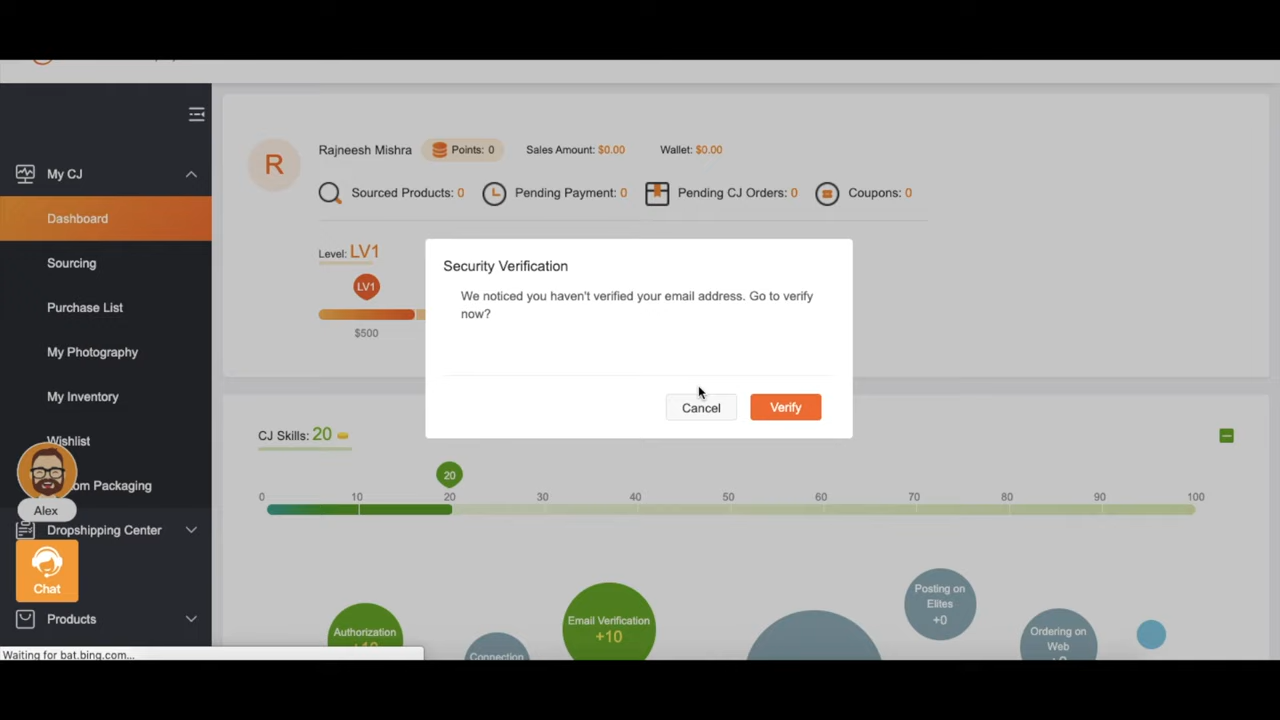 My CJ
Dashboard
Sourcing
Purchase List
My Photography
My Inventory
Wishlist
om Packaging
Alex
Dropshipping Center
Chat
Products
Waiting for bat.bing.com...
R
Rajneesh Mishra
Points: 0
Sales Amount: $0.00
Wallet: $0.00
Sourced Products: 0
Pending Payment: 0
Pending CJ Orders: 0
Coupons: 0
Level: LV1
LV1
$500
Security Verification
We noticed you haven't verified your email address. Go to verify
now?
Cancel
Verify
CJ Skills: 20
20
0 10 20 30 40 50 60 70 80 90 100
Authorization
Connection
Email Verification
+10
Posting on
Elites
+0
Ordering on
Web